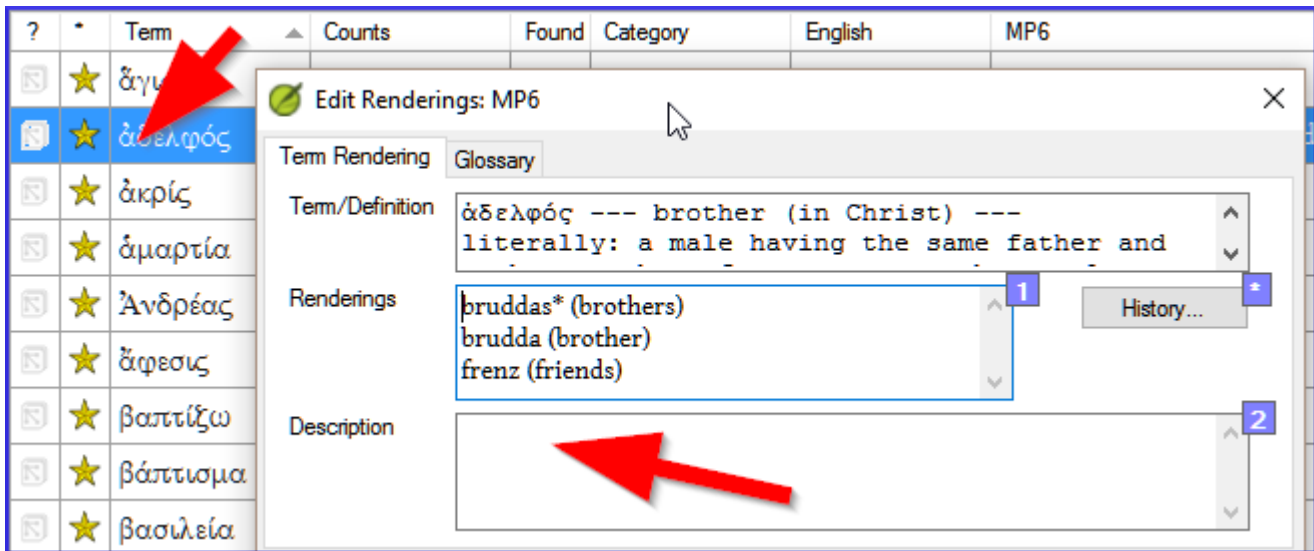 ? * Term Counts Found Category English MP6
Edit Renderings: MP6
ἀδελφός
Term Rendering Glossary
ἀκρίς
Term/Definition
ἀδελφός --- brother (in Christ) ---
literally: a male having the same father and
ἁμαρτία
Ἀνδρέας
Renderings
bruddas* (brothers)
brudda (brother)
frenz (friends)
1
History...
*
ἄφεσις
βαπτίζω
Description
2
βάπτισμα
βασιλεία